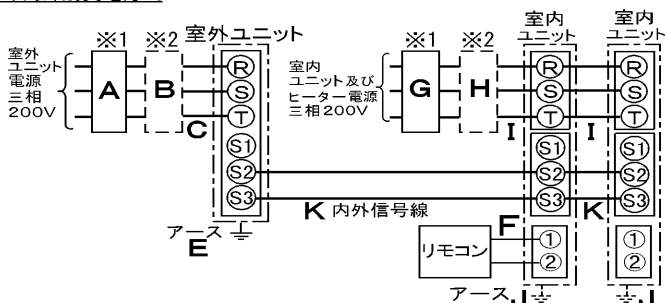 室内
ユニット
室内
ユニット
※1
※2
室外ユニット
※1
※2
室外
ユニット
電源
三相
200V
A
B
C
R
S
T
S1
S2
S3
室内
ユニット及び
ヒーター電源
三相200V
G
H
I
R
S
T
I
R
S
T
S1
S2
S3
S1
S2
S3
K 内外信号線
K
アース
E
リモコン
F
①
②
①
②
アース
J
J